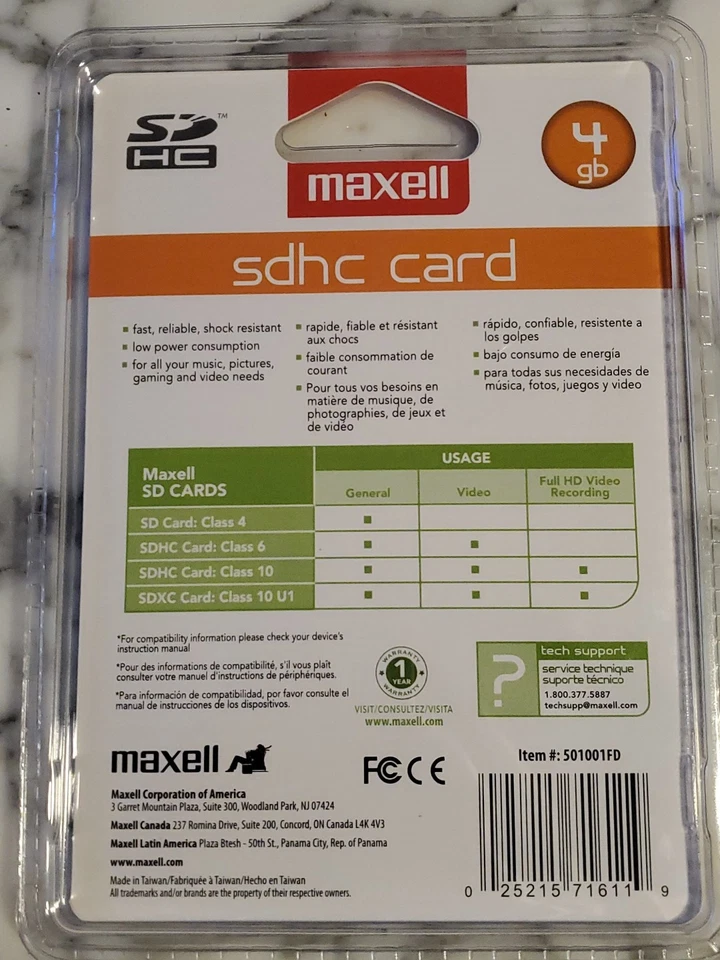 SD™
HC
maxell
4
gb
sdhc card
▪ fast, reliable, shock resistant
▪ low power consumption
▪ for all your music, pictures,
gaming and video needs
▪ rapide, fiable et résistant
aux chocs
▪ faible consommation de
courant
▪ Pour tous vos besoins en
matière de musique, de
photographies, de jeux et
de vidéo
▪ rápido, confiable, resistente a
los golpes
▪ bajo consumo de energía
▪ para todas sus necesidades de
música, fotos, juegos y video
Maxell
SD CARDS
USAGE
General
Video
Full HD Video
Recording
SD Card: Class 4 ▪
SDHC Card: Class 6 ▪ ▪
SDHC Card: Class 10 ▪ ▪ ▪
SDXC Card: Class 10 U1 ▪ ▪ ▪
*For compatibility information please check your device's
instruction manual
*Pour des informations de compatibilité, s'il vous plaît
consulter votre manuel d'instructions de périphériques.
*Para información de compatibilidad, por favor consulte el
manual de instrucciones de los dispositivos.
WARRANTY
1
YEAR
WARRANTY
VISIT/CONSULTEZ/VISITA
www.maxell.com
?
tech support
service technique
suporte técnico
1.800.377.5887
techsupp@maxell.com
maxell
FC CE
Item #: 501001FD
Maxell Corporation of America
3 Garret Mountain Plaza, Suite 300, Woodland Park, NJ 07424
Maxell Canada 237 Romina Drive, Suite 200, Concord, ON Canada L4K 4V3
Maxell Latin America Plaza Btesh - 50th St., Panama City, Rep. of Panama
www.maxell.com
Made in Taiwan/Fabriquée à Taiwan/Hecho en Taiwan
All trademarks and/or brands are the property of their respective owners.
0 25215 71611 9